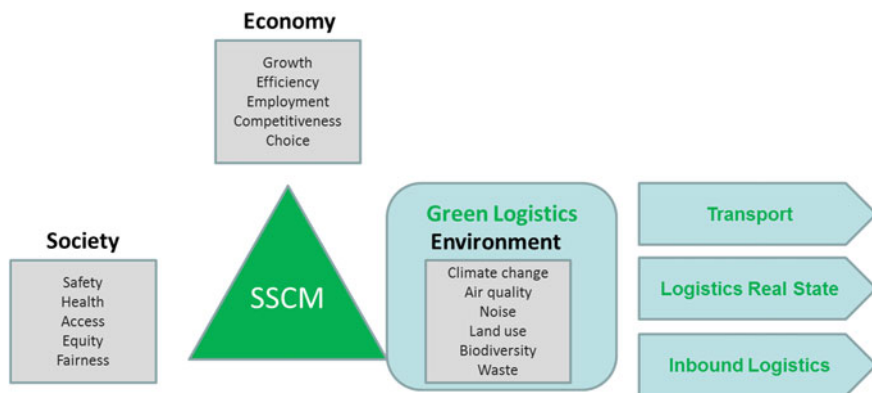 Economy
Growth
Efficiency
Employment
Competitiveness
Choice
Society
Safety
Health
Access
Equity
Fairness
SSCM
Green Logistics
Environment
Climate change
Air quality
Noise
Land use
Biodiversity
Waste
Transport
Logistics Real State
Inbound Logistics